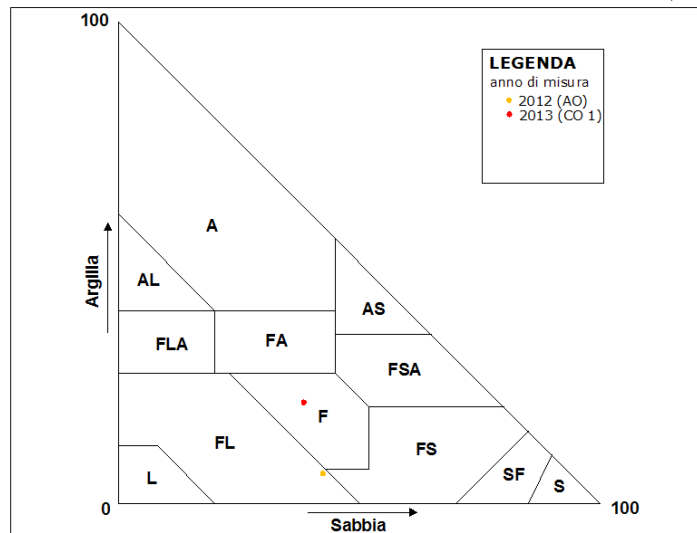 100
LEGENDA
anno di misura
2012 (AO)
2013 (CO 1)
A
Argilla
AL
AS
FLA
FA
FSA
F
FL
FS
L
SF
S
0
100
Sabbia